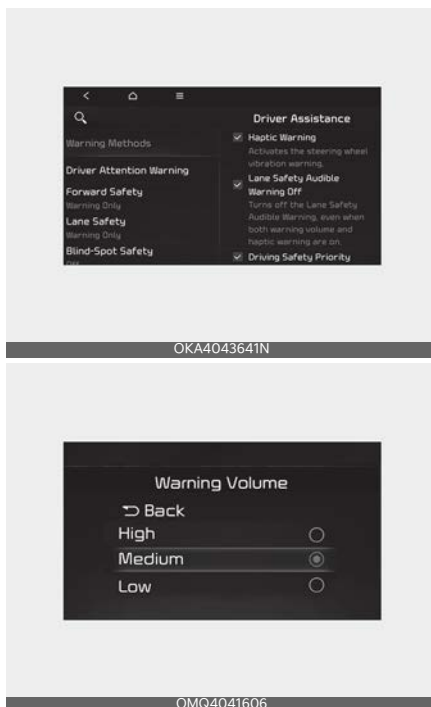 Driver Assistance
Warning Methods
Driver Attention Warning
Forward Safety
Warning Only
Lane Safety
Warning Only
Blind-Spot Safety
Haptic Warning
Activates the steering wheel
vibration warning.
Lane Safety Audible
Warning Off
Turns off the Lane Safety
Audible Warning, even when
both warning volume and
haptic warning are on.
Driving Safety Priority
OKA4043641N
Warning Volume
Back
High
Medium
Low
OMQ4041606